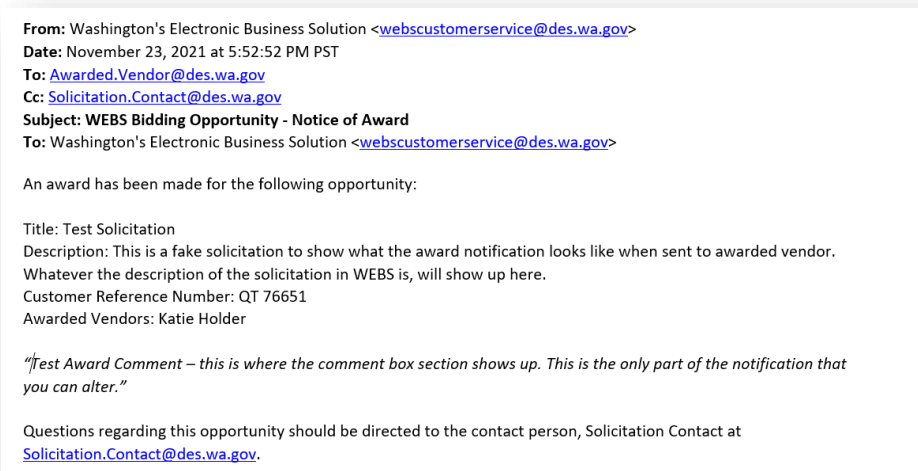 From: Washington's Electronic Business Solution <webscustomerservice@des.wa.gov>
Date: November 23, 2021 at 5:52:52 PM PST
To: Awarded.Vendor@des.wa.gov
Cc: Solicitation.Contact@des.wa.gov
Subject: WEBS Bidding Opportunity - Notice of Award
To: Washington's Electronic Business Solution <webscustomerservice@des.wa.gov>
An award has been made for the following opportunity:
Title: Test Solicitation
Description: This is a fake solicitation to show what the award notification looks like when sent to awarded vendor.
Whatever the description of the solicitation in WEBS is, will show up here.
Customer Reference Number: QT 76651
Awarded Vendors: Katie Holder
“Test Award Comment – this is where the comment box section shows up. This is the only part of the notification that
you can alter.”
Questions regarding this opportunity should be directed to the contact person, Solicitation Contact at
Solicitation.Contact@des.wa.gov.